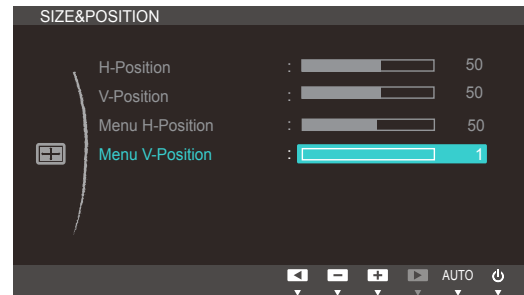 SIZE&POSITION
H-Position : 50
V-Position : 50
Menu H-Position : 50
Menu V-Position : 1
AUTO